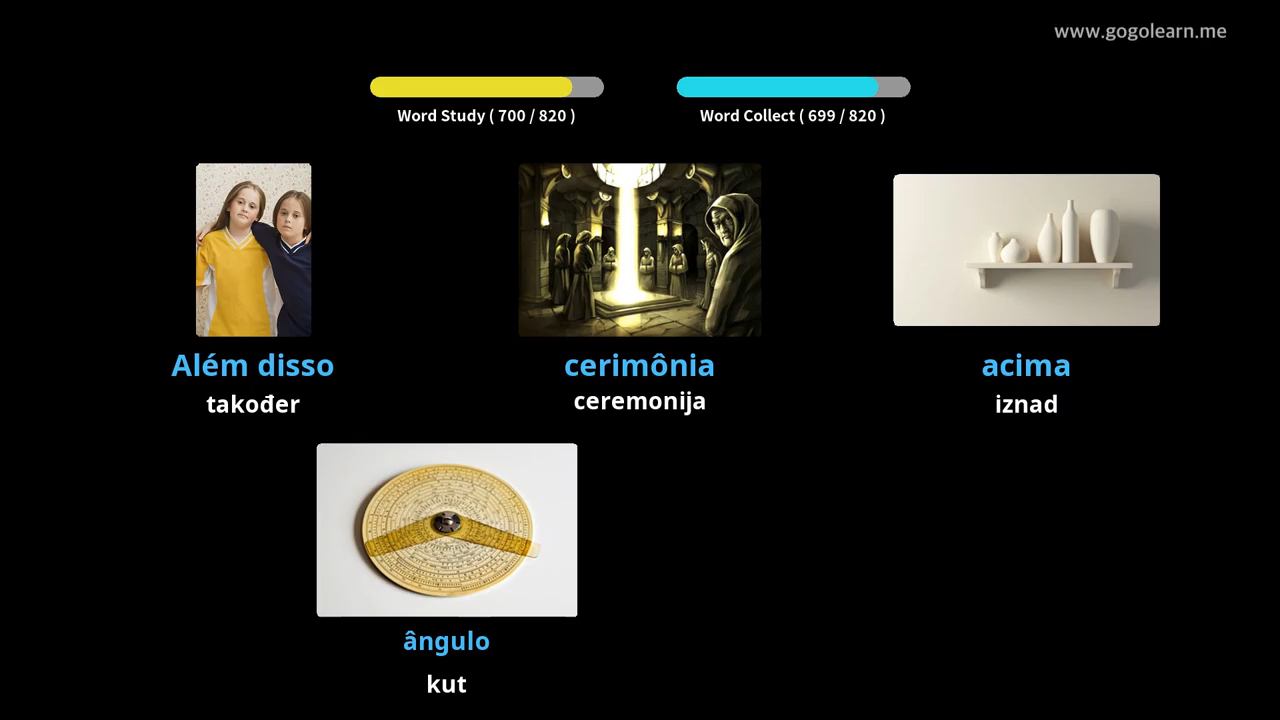 www.gogolearn.me
Word Study ( 700 / 820 )
Word Collect ( 699 / 820 )
Além disso
također
cerimônia
ceremonija
acima
iznad
ângulo
kut